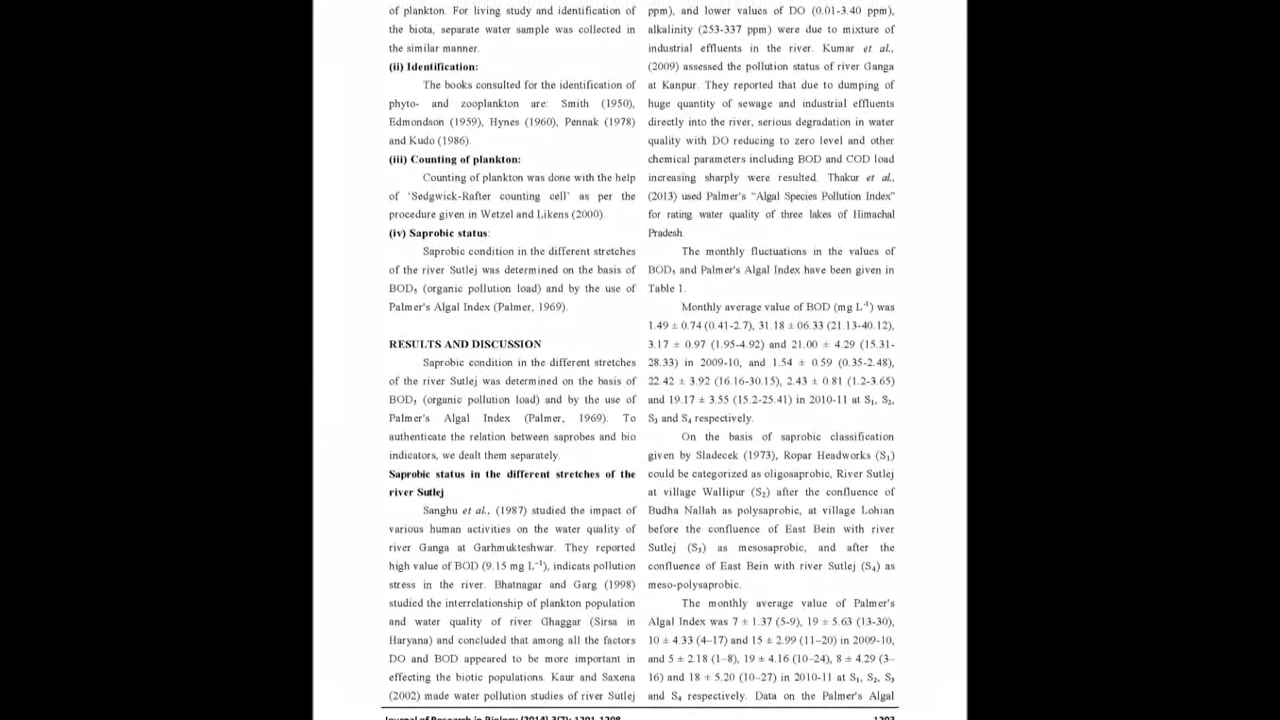 of plankton. For living study and identification of
the biota, separate water sample was collected in
the similar manner.
(ii) Identification:
The books consulted for the identification of
phyto- and zooplankton are: Smith (1950),
Edmondson (1959), Hynes (1960), Pennak (1978)
and Kudo (1986).
(iii) Counting of plankton:
Counting of plankton was done with the help
of ‘Sedgwick-Rafter counting cell’ as per the
procedure given in Wetzel and Likens (2000).
(iv) Saprobic status:
Saprobic condition in the different stretches
of the river Sutlej was determined on the basis of
BOD₅ (organic pollution load) and by the use of
Palmer's Algal Index (Palmer, 1969).
RESULTS AND DISCUSSION
Saprobic condition in the different stretches
of the river Sutlej was determined on the basis of
BOD₅ (organic pollution load) and by the use of
Palmer's Algal Index (Palmer, 1969). To
authenticate the relation between saprobes and bio
indicators, we dealt them separately.
Saprobic status in the different stretches of the
river Sutlej
Sanghu et al., (1987) studied the impact of
various human activities on the water quality of
river Ganga at Garhmukteshwar. They reported
high value of BOD (9.15 mg L⁻¹), indicats pollution
stress in the river. Bhatnagar and Garg (1998)
studied the interrelationship of plankton population
and water quality of river Ghaggar (Sirsa in
Haryana) and concluded that among all the factors
DO and BOD appeared to be more important in
effecting the biotic populations. Kaur and Saxena
(2002) made water pollution studies of river Sutlej
ppm), and lower values of DO (0.01-3.40 ppm),
alkalinity (253-337 ppm) were due to mixture of
industrial effluents in the river. Kumar et al.,
(2009) assessed the pollution status of river Ganga
at Kanpur. They reported that due to dumping of
huge quantity of sewage and industrial effluents
directly into the river, serious degradation in water
quality with DO reducing to zero level and other
chemical parameters including BOD and COD load
increasing sharply were resulted. Thakur et al.,
(2013) used Palmer's “Algal Species Pollution Index”
for rating water quality of three lakes of Himachal
Pradesh.
The monthly fluctuations in the values of
BOD₅ and Palmer's Algal Index have been given in
Table 1.
Monthly average value of BOD (mg L⁻¹) was
1.49 ± 0.74 (0.41-2.7), 31.18 ± 06.33 (21.13-40.12),
3.17 ± 0.97 (1.95-4.92) and 21.00 ± 4.29 (15.31-
28.33) in 2009-10, and 1.54 ± 0.59 (0.35-2.48),
22.42 ± 3.92 (16.16-30.15), 2.43 ± 0.81 (1.2-3.65)
and 19.17 ± 3.55 (15.2-25.41) in 2010-11 at S₁, S₂,
S₃ and S₄ respectively.
On the basis of saprobic classification
given by Sladecek (1973), Ropar Headworks (S₁)
could be categorized as oligosaprobic, River Sutlej
at village Wallipur (S₂) after the confluence of
Budha Nallah as polysaprobic, at village Lohian
before the confluence of East Bein with river
Sutlej (S₃) as mesosaprobic, and after the
confluence of East Bein with river Sutlej (S₄) as
meso-polysaprobic.
The monthly average value of Palmer's
Algal Index was 7 ± 1.37 (5-9), 19 ± 5.63 (13-30),
10 ± 4.33 (4–17) and 15 ± 2.99 (11–20) in 2009-10,
and 5 ± 2.18 (1–8), 19 ± 4.16 (10–24), 8 ± 4.29 (3–
16) and 18 ± 5.20 (10–27) in 2010-11 at S₁, S₂, S₃
and S₄ respectively. Data on the Palmer's Algal
Journal of Research in Biology (2014) 3(7): 1201-1208
1203